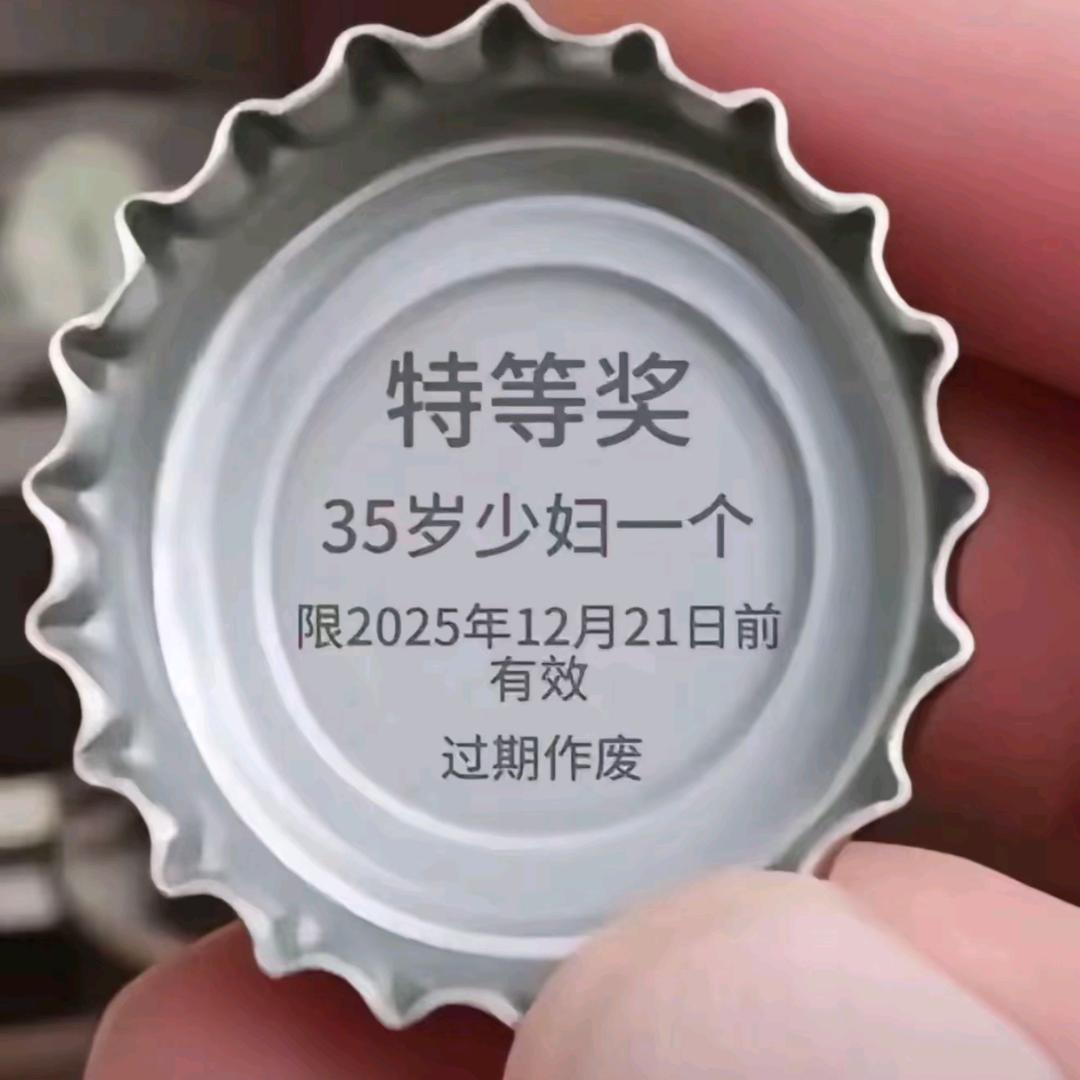 特等奖
35岁少妇一个
限2025年12月21日前
有效
过期作废